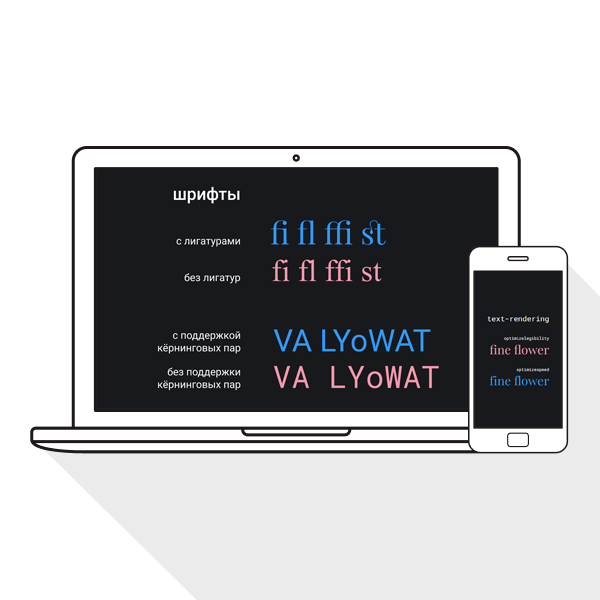 шрифты
с лигатурами
fi fl ffi st
без лигатур
fi fl ffi st
с поддержкой
кёрнинговых пар
VA LYoWAT
без поддержки
кёрнинговых пар
VA LYoWAT
text-rendering
optimizelegibility
fine flower
optimizespeed
fine flower